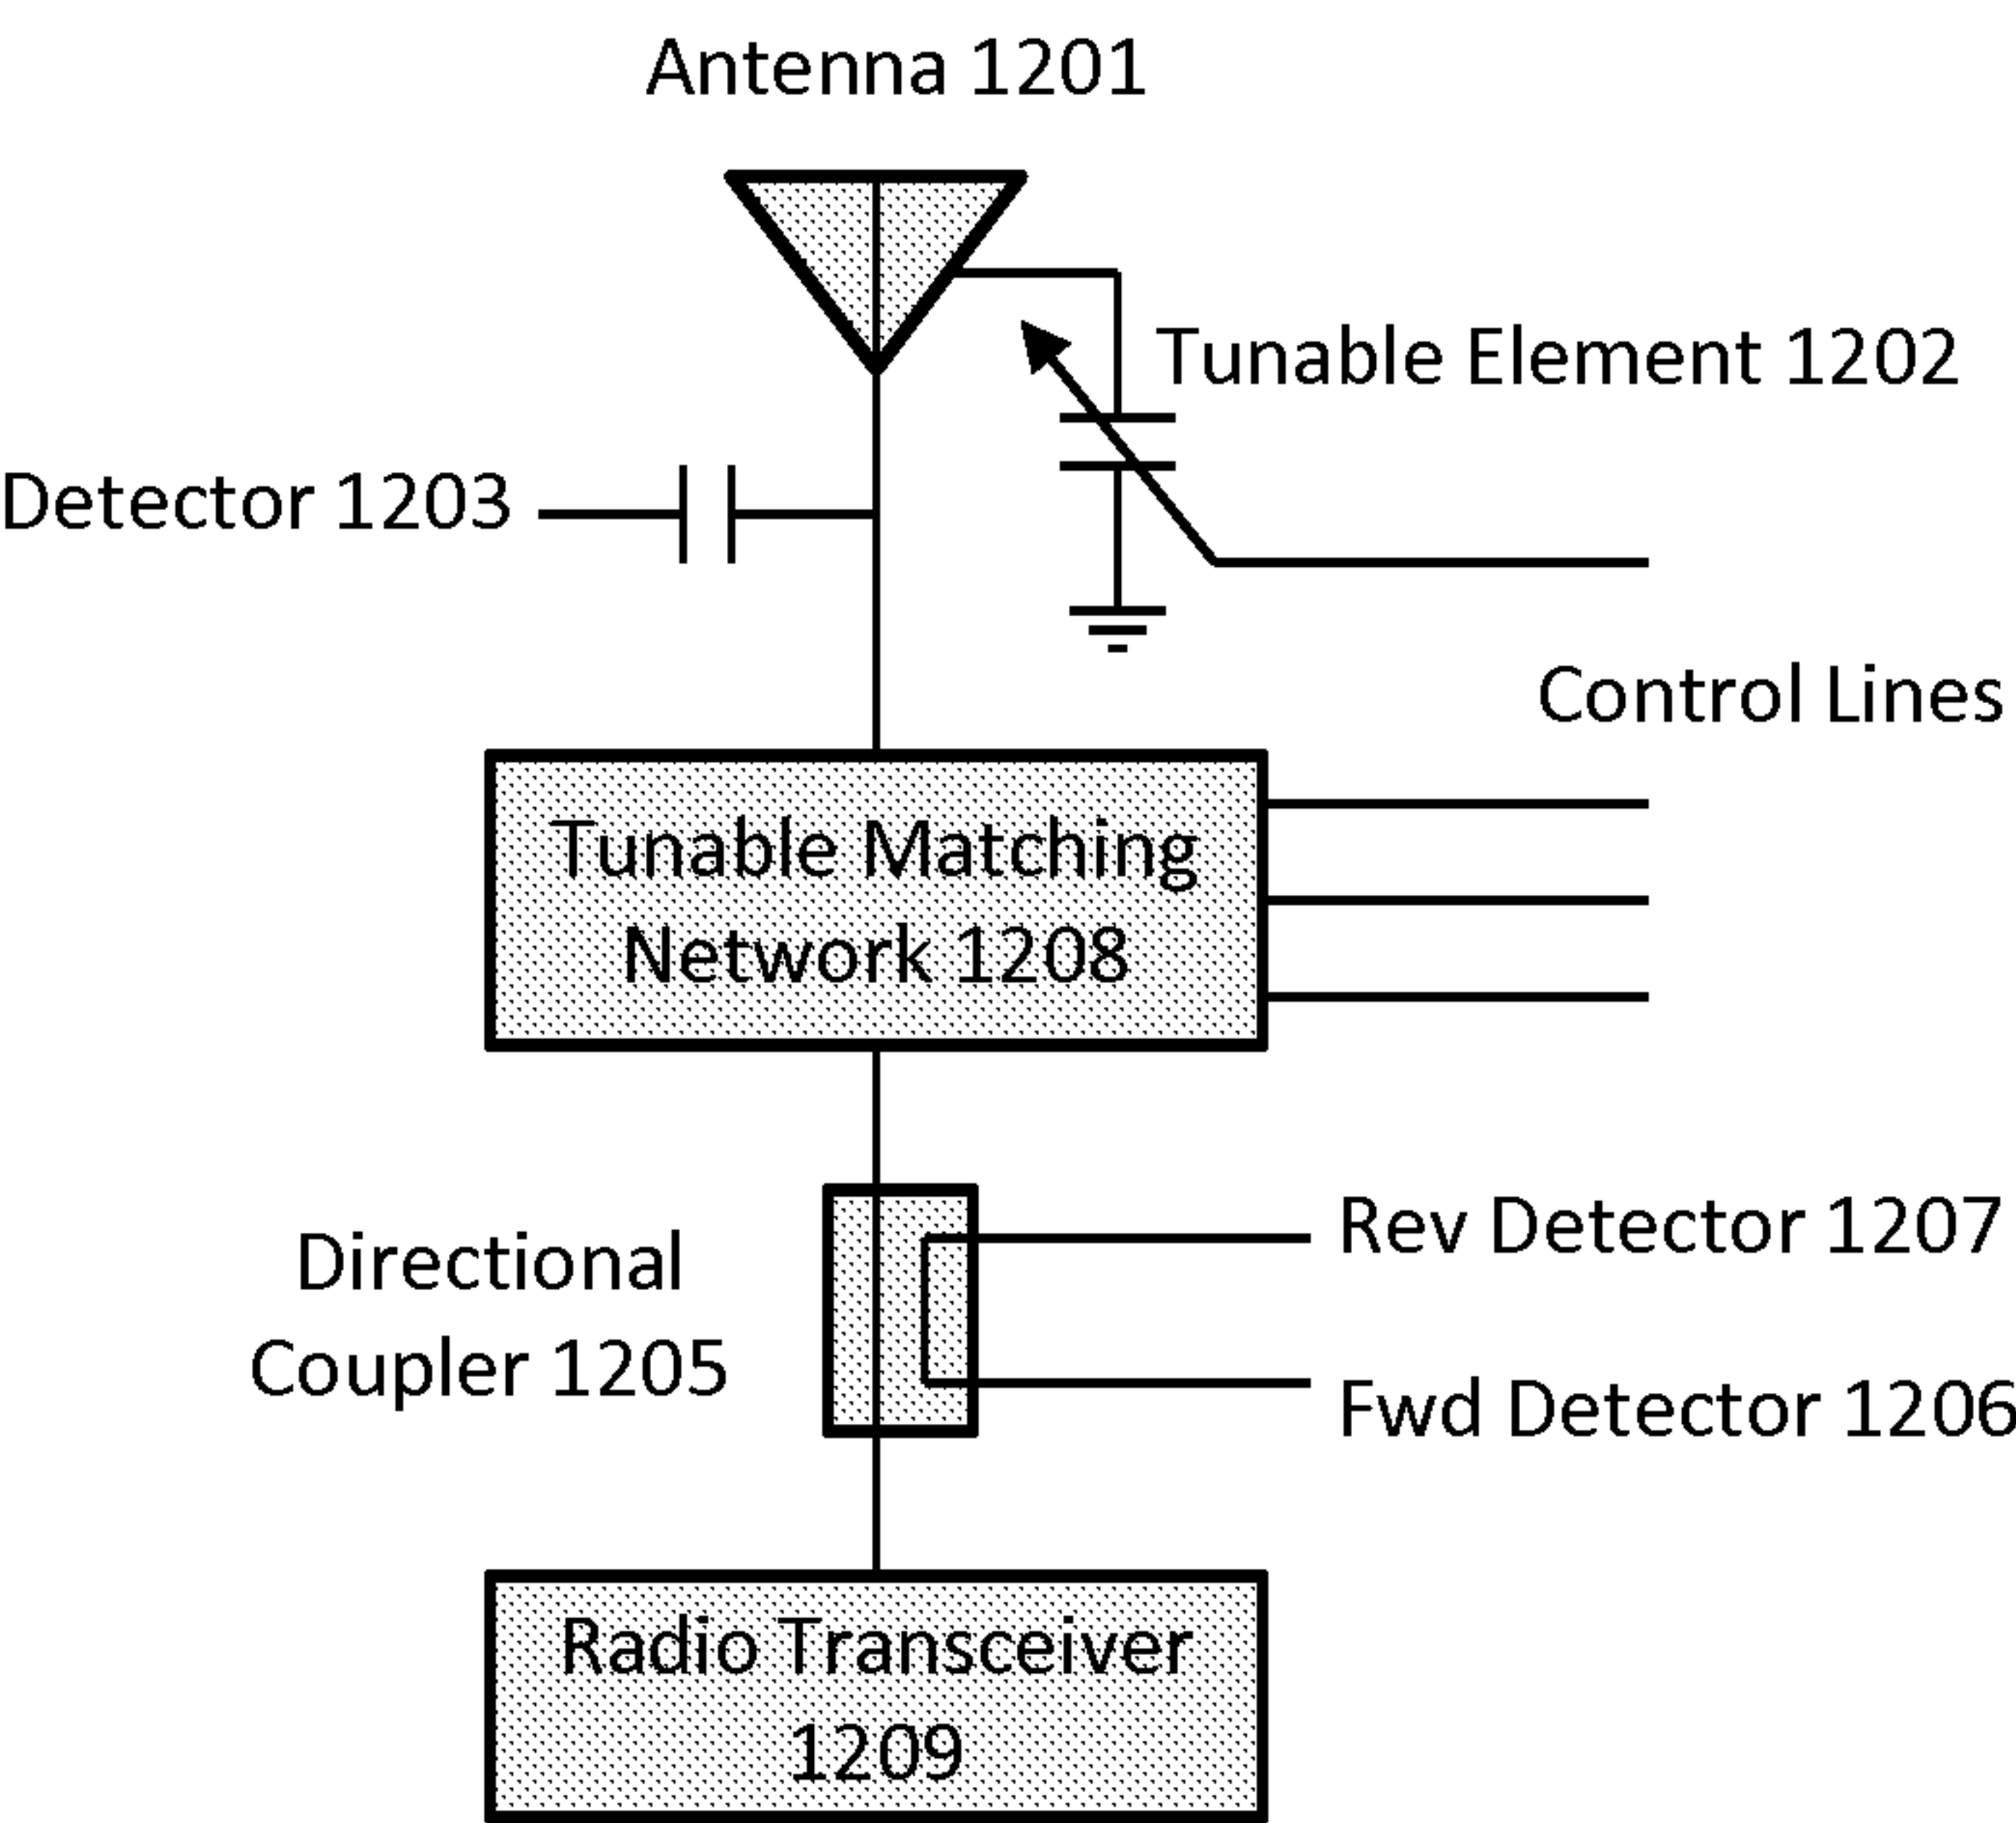 Antenna 1201
Tunable Element 1202
Detector 1203
Control Lines
Tunable Matching
Network 1208
Directional
Coupler 1205
Rev Detector 1207
Fwd Detector 1206
Radio Transceiver
1209